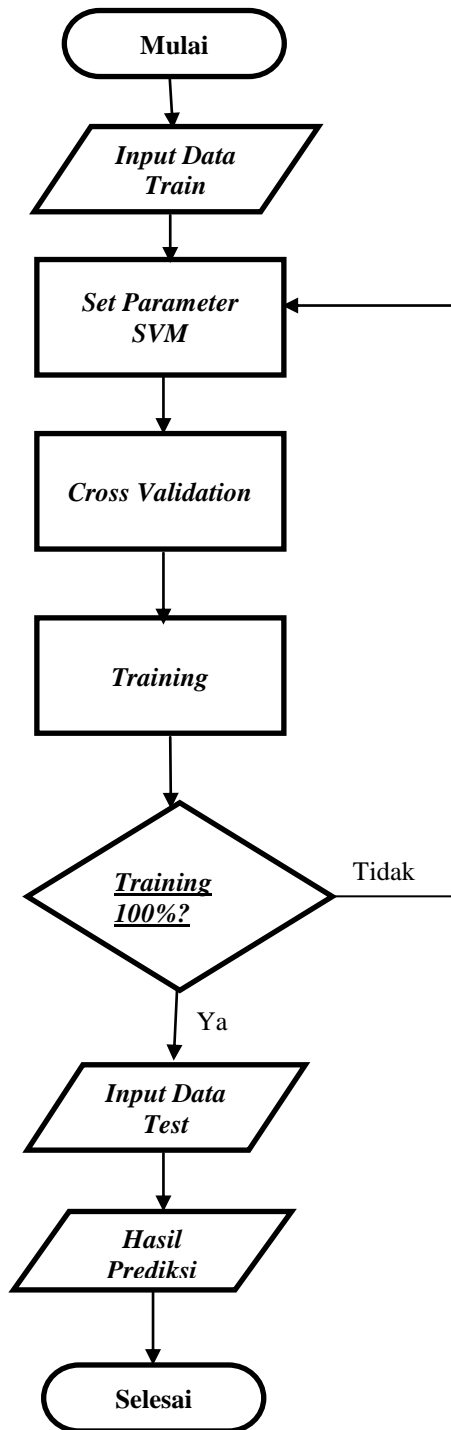 Mulai
Input Data
Train
Set Parameter
SVM
Cross Validation
Training
Training
100%?
Tidak
Ya
Input Data
Test
Hasil
Prediksi
Selesai